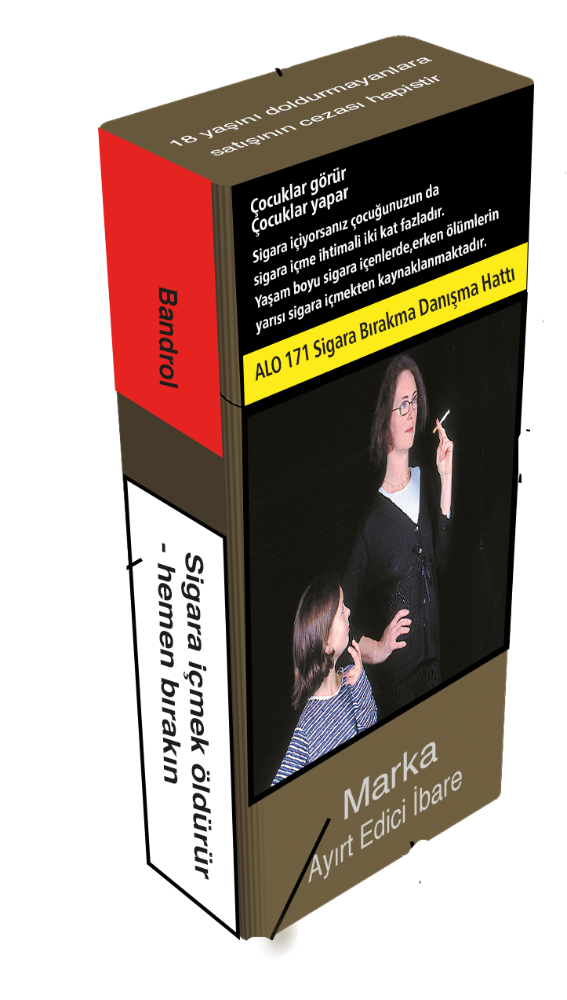 18 yaşını doldurmayanlara
satışının cezası hapistir
Çocuklar görür
Çocuklar yapar
Sigara içiyorsanız çocuğunuzun da
sigara içme ihtimali iki kat fazladır.
Yaşam boyu sigara içenlerde,erken ölümlerin
yarısı sigara içmekten kaynaklanmaktadır.
ALO 171 Sigara Bırakma Danışma Hattı
Bandrol
Sigara içmek öldürür
- hemen bırakın
Marka
Ayırt Edici İbare